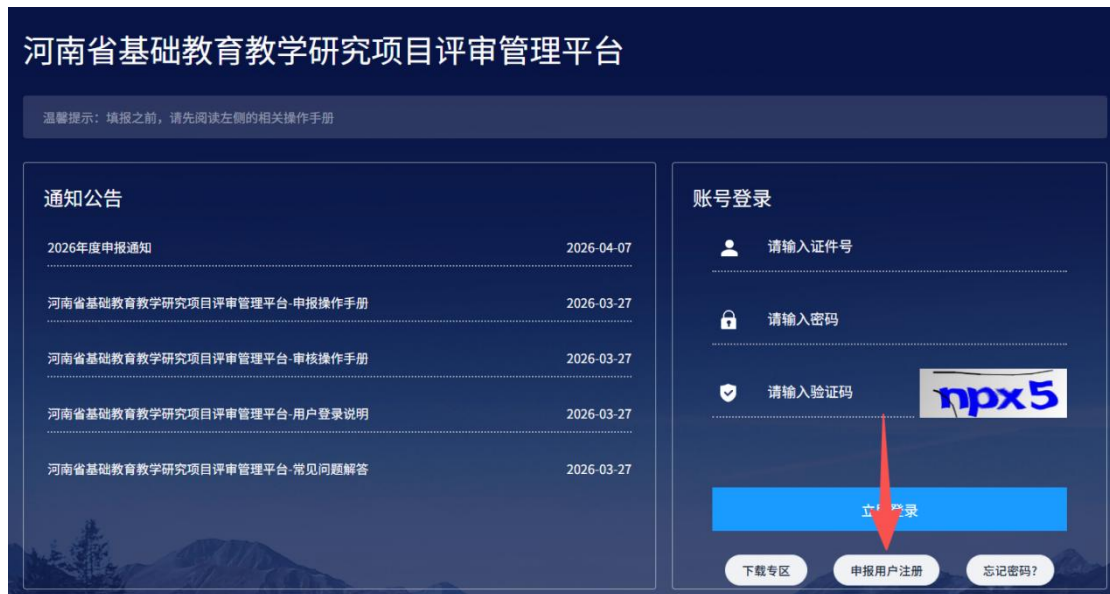 河南省基础教育教学研究项目评审管理平台
温馨提示：填报之前，请先阅读左侧的相关操作手册
通知公告
2026年度申报通知 2026-04-07
河南省基础教育教学研究项目评审管理平台-申报操作手册 2026-03-27
河南省基础教育教学研究项目评审管理平台-审核操作手册 2026-03-27
河南省基础教育教学研究项目评审管理平台-用户登录说明 2026-03-27
河南省基础教育教学研究项目评审管理平台-常见问题解答 2026-03-27
账号登录
请输入证件号
请输入密码
请输入验证码 npx5
立即登录
下载专区 申报用户注册 忘记密码?